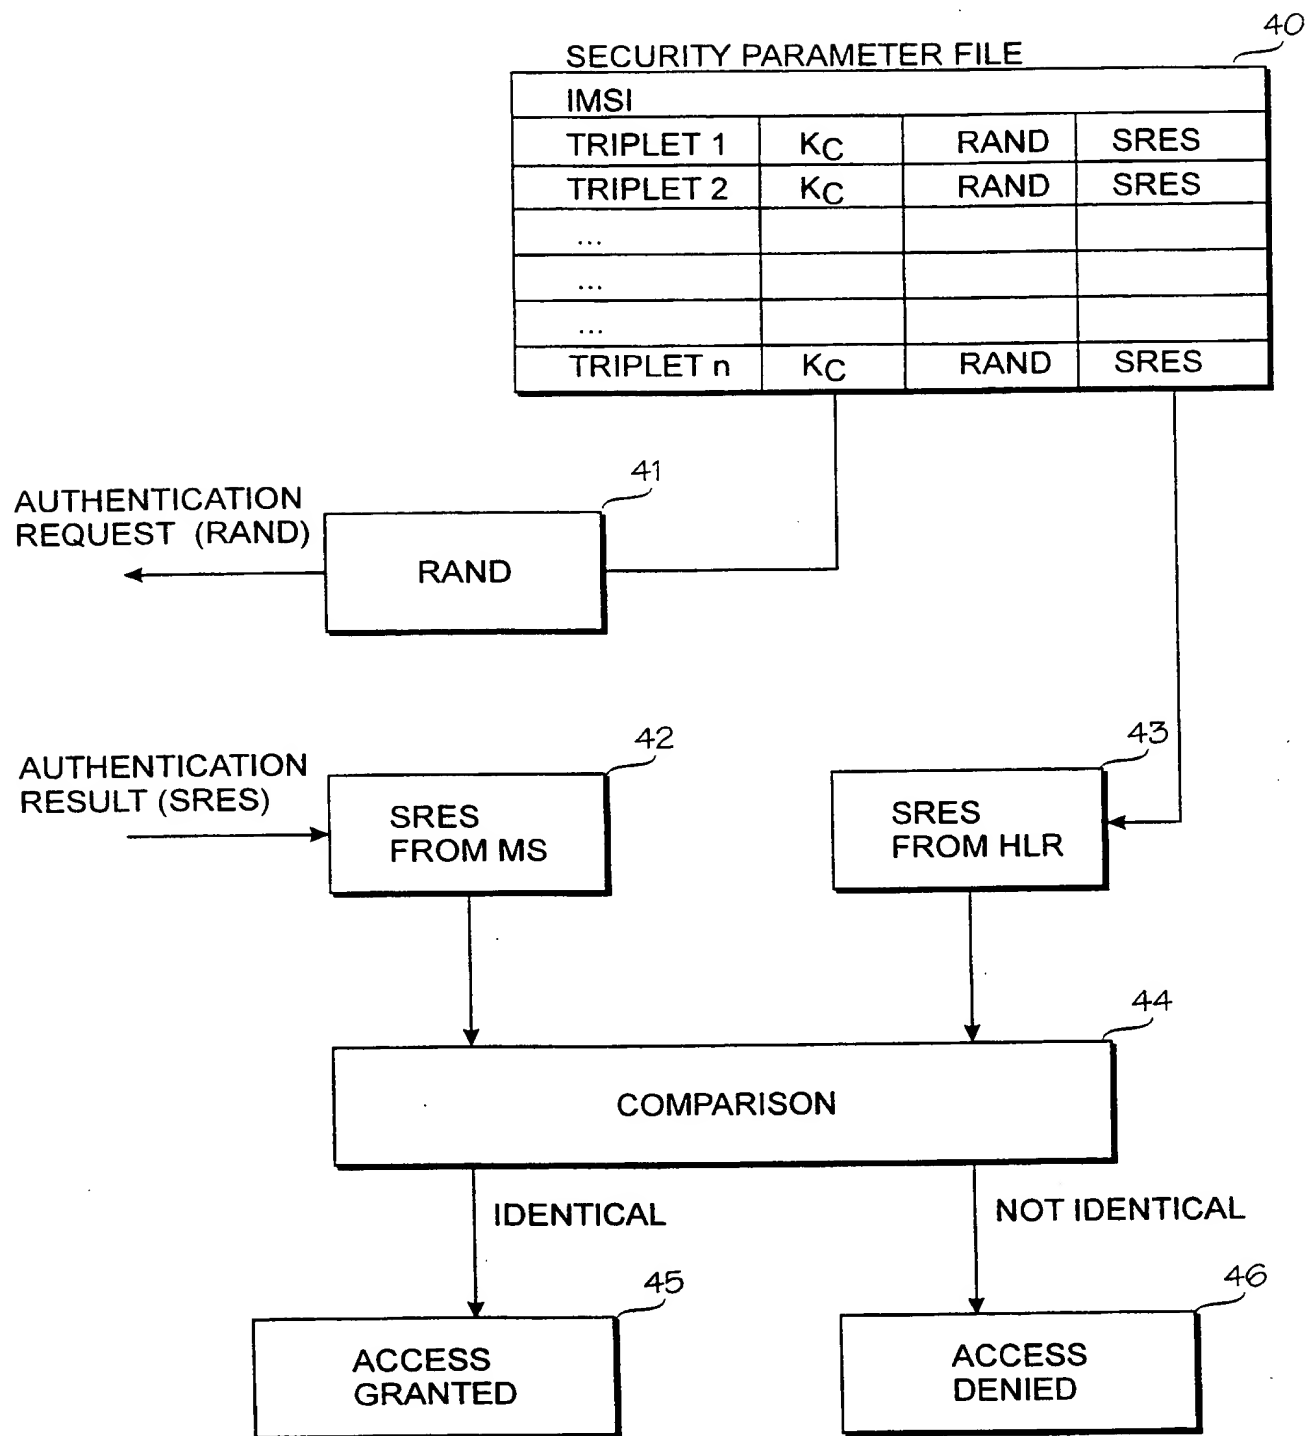 40
SECURITY PARAMETER FILE
IMSI
TRIPLET 1 KC RAND SRES
TRIPLET 2 KC RAND SRES
...
...
...
TRIPLET n KC RAND SRES
41
AUTHENTICATION
REQUEST (RAND)
RAND
42
43
AUTHENTICATION
RESULT (SRES)
SRES
FROM MS
SRES
FROM HLR
44
COMPARISON
IDENTICAL
NOT IDENTICAL
45
46
ACCESS
GRANTED
ACCESS
DENIED